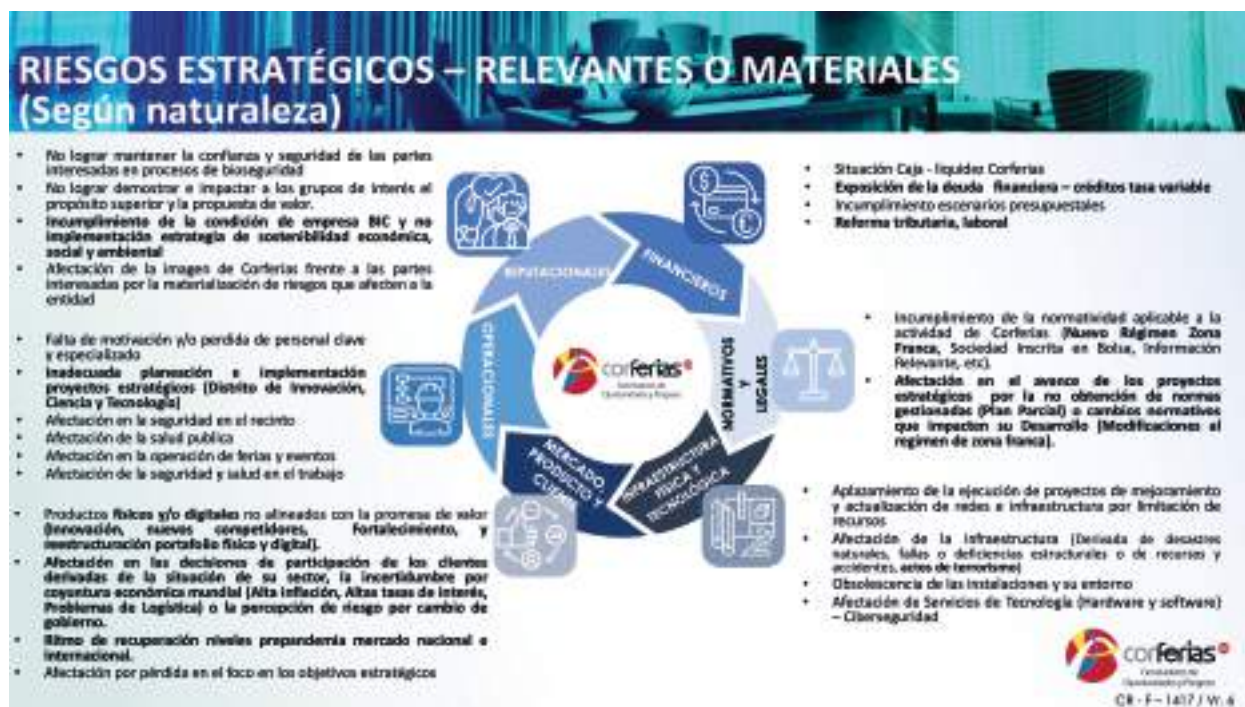 RIESGOS ESTRATÉGICOS – RELEVANTES O MATERIALES
(Según naturaleza)
• No lograr mantener la confianza y seguridad de las partes
interesadas en procesos de bioseguridad
• No lograr demostrar e impactar a los grupos de interés el
propósito superior y la propuesta de valor.
• Incumplimiento de la condición de empresa BIC y no
implementación estrategia de sostenibilidad económica,
social y ambiental
• Afectación de la imagen de Corferias frente a las partes
interesadas por la materialización de riesgos que afecten a la
entidad
• Falta de motivación y/o perdida de personal clave
y especializado
• Inadecuada planeación e implementación
proyectos estratégicos (Distrito de Innovación,
Ciencia y Tecnología)
• Afectación en la seguridad en el recinto
• Afectación de la salud publica
• Afectación en la operación de ferias y eventos
• Afectación de la seguridad y salud en el trabajo
• Productos físicos y/o digitales no alineados con la promesa de valor
(Innovación, nuevos competidores, Fortalecimiento, y
reestructuración portafolio físico y digital).
• Afectación en las decisiones de participación de los clientes
derivadas de la situación de su sector, la incertidumbre por
coyuntura económica mundial (Alta Inflación, Altas tasas de interés,
Problemas de Logística) o la percepción de riesgo por cambio de
gobierno.
• Ritmo de recuperación niveles prepandemia mercado nacional e
internacional.
• Afectación por pérdida en el foco en los objetivos estratégicos
REPUTACIONALES
FINANCIEROS
NORMATIVOS
Y
LEGALES
INFRAESTRUCTURA
FISICA Y
TECNOLÓGICA
MERCADO
PRODUCTO Y
CLIENTE
OPERACIONALES
corferias
Generadores de
Oportunidades y Progreso
• Situación Caja - liquidez Corferias
• Exposición de la deuda financiera – créditos tasa variable
• Incumplimiento escenarios presupuestales
• Reforma tributaria, laboral
• Incumplimiento de la normatividad aplicable a la
actividad de Corferias (Nuevo Régimen Zona
Franca, Sociedad Inscrita en Bolsa, Información
Relevante, etc).
• Afectación en el avance de los proyectos
estratégicos por la no obtención de normas
gestionadas (Plan Parcial) o cambios normativos
que impacten su Desarrollo (Modificaciones al
regimen de zona franca).
• Aplazamiento de la ejecución de proyectos de mejoramiento
y actualización de redes e infraestructura por limitación de
recursos
• Afectación de la Infraestructura (Derivada de desastres
naturales, fallas o deficiencias estructurales o de recursos y
accidentes, actos de terrorismo)
• Obsolescencia de las instalaciones y su entorno
• Afectación de Servicios de Tecnología (Hardware y software)
– Ciberseguridad
corferias
Generadores de
Oportunidades y Progreso
CR - F – 1417 / V. 6